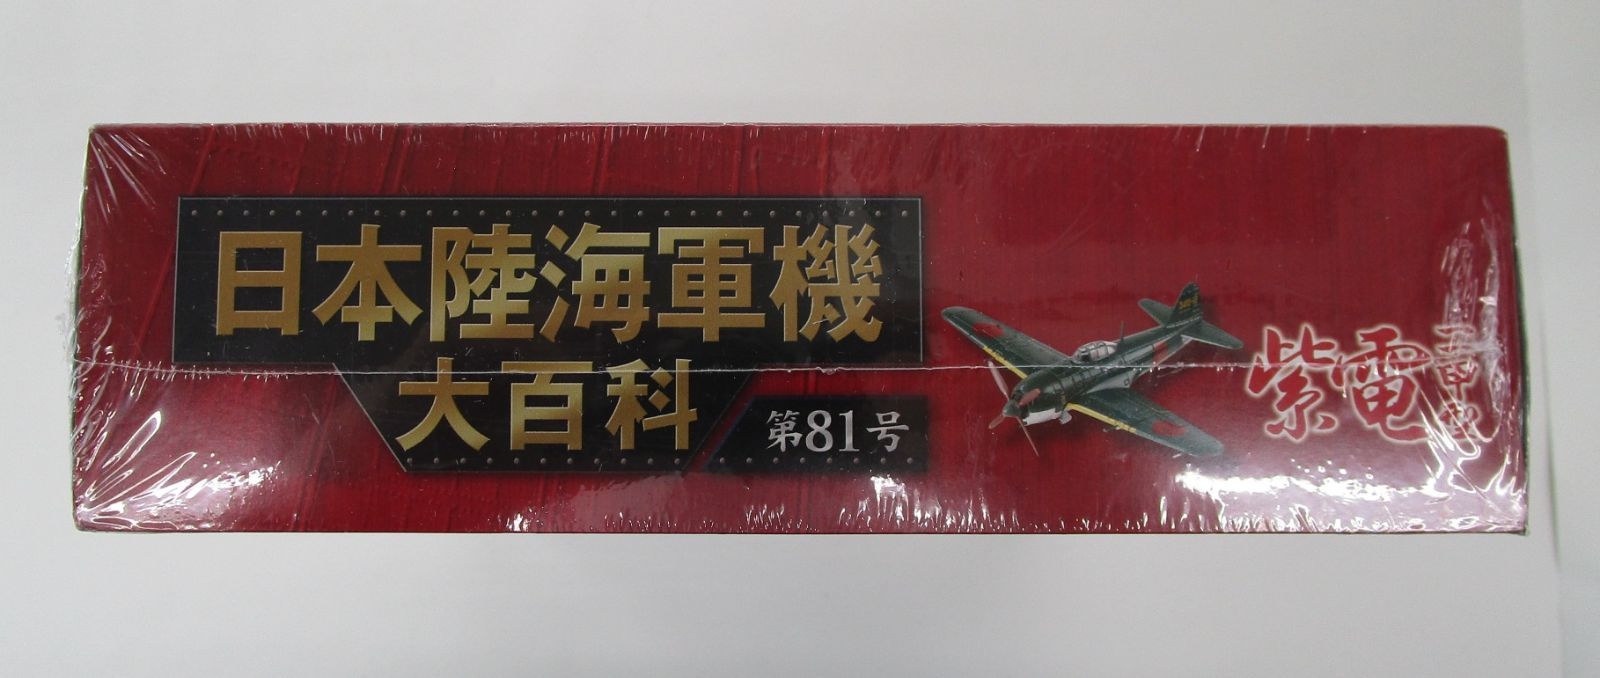 日本陸海軍機
大百科
第81号
紫電